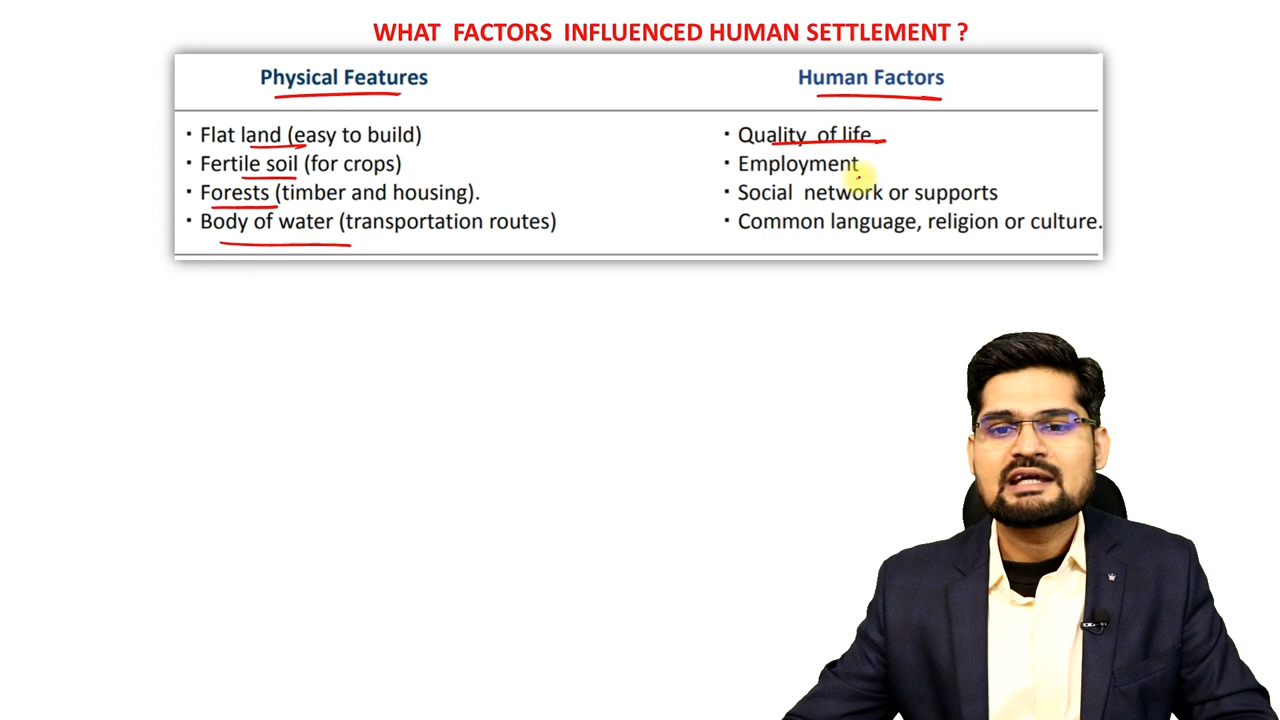 WHAT FACTORS INFLUENCED HUMAN SETTLEMENT ?
Physical Features
Human Factors
· Flat land (easy to build)
· Fertile soil (for crops)
· Forests (timber and housing).
· Body of water (transportation routes)
· Quality of life
· Employment
· Social network or supports
· Common language, religion or culture.